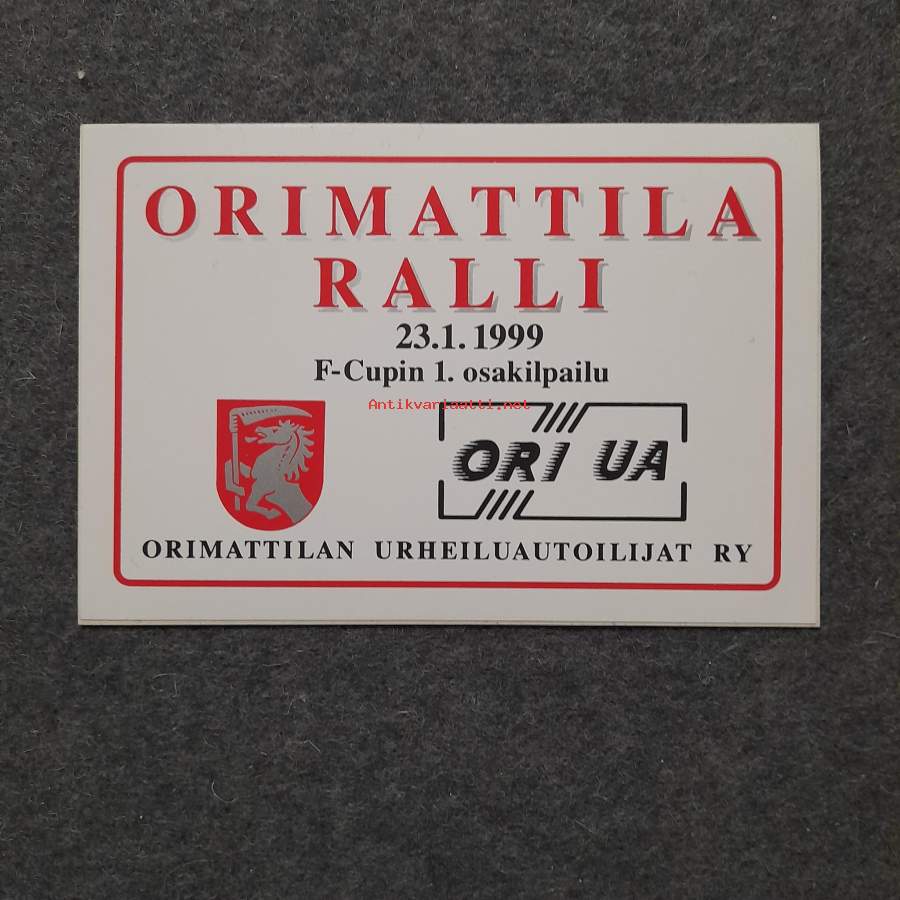 ORIMATTILA
RALLI
23.1.1999
F-Cupin 1. osakilpailu
Antikvariaatti.net
ORI UA
ORIMATTILAN URHEILUAUTOILIJAT RY